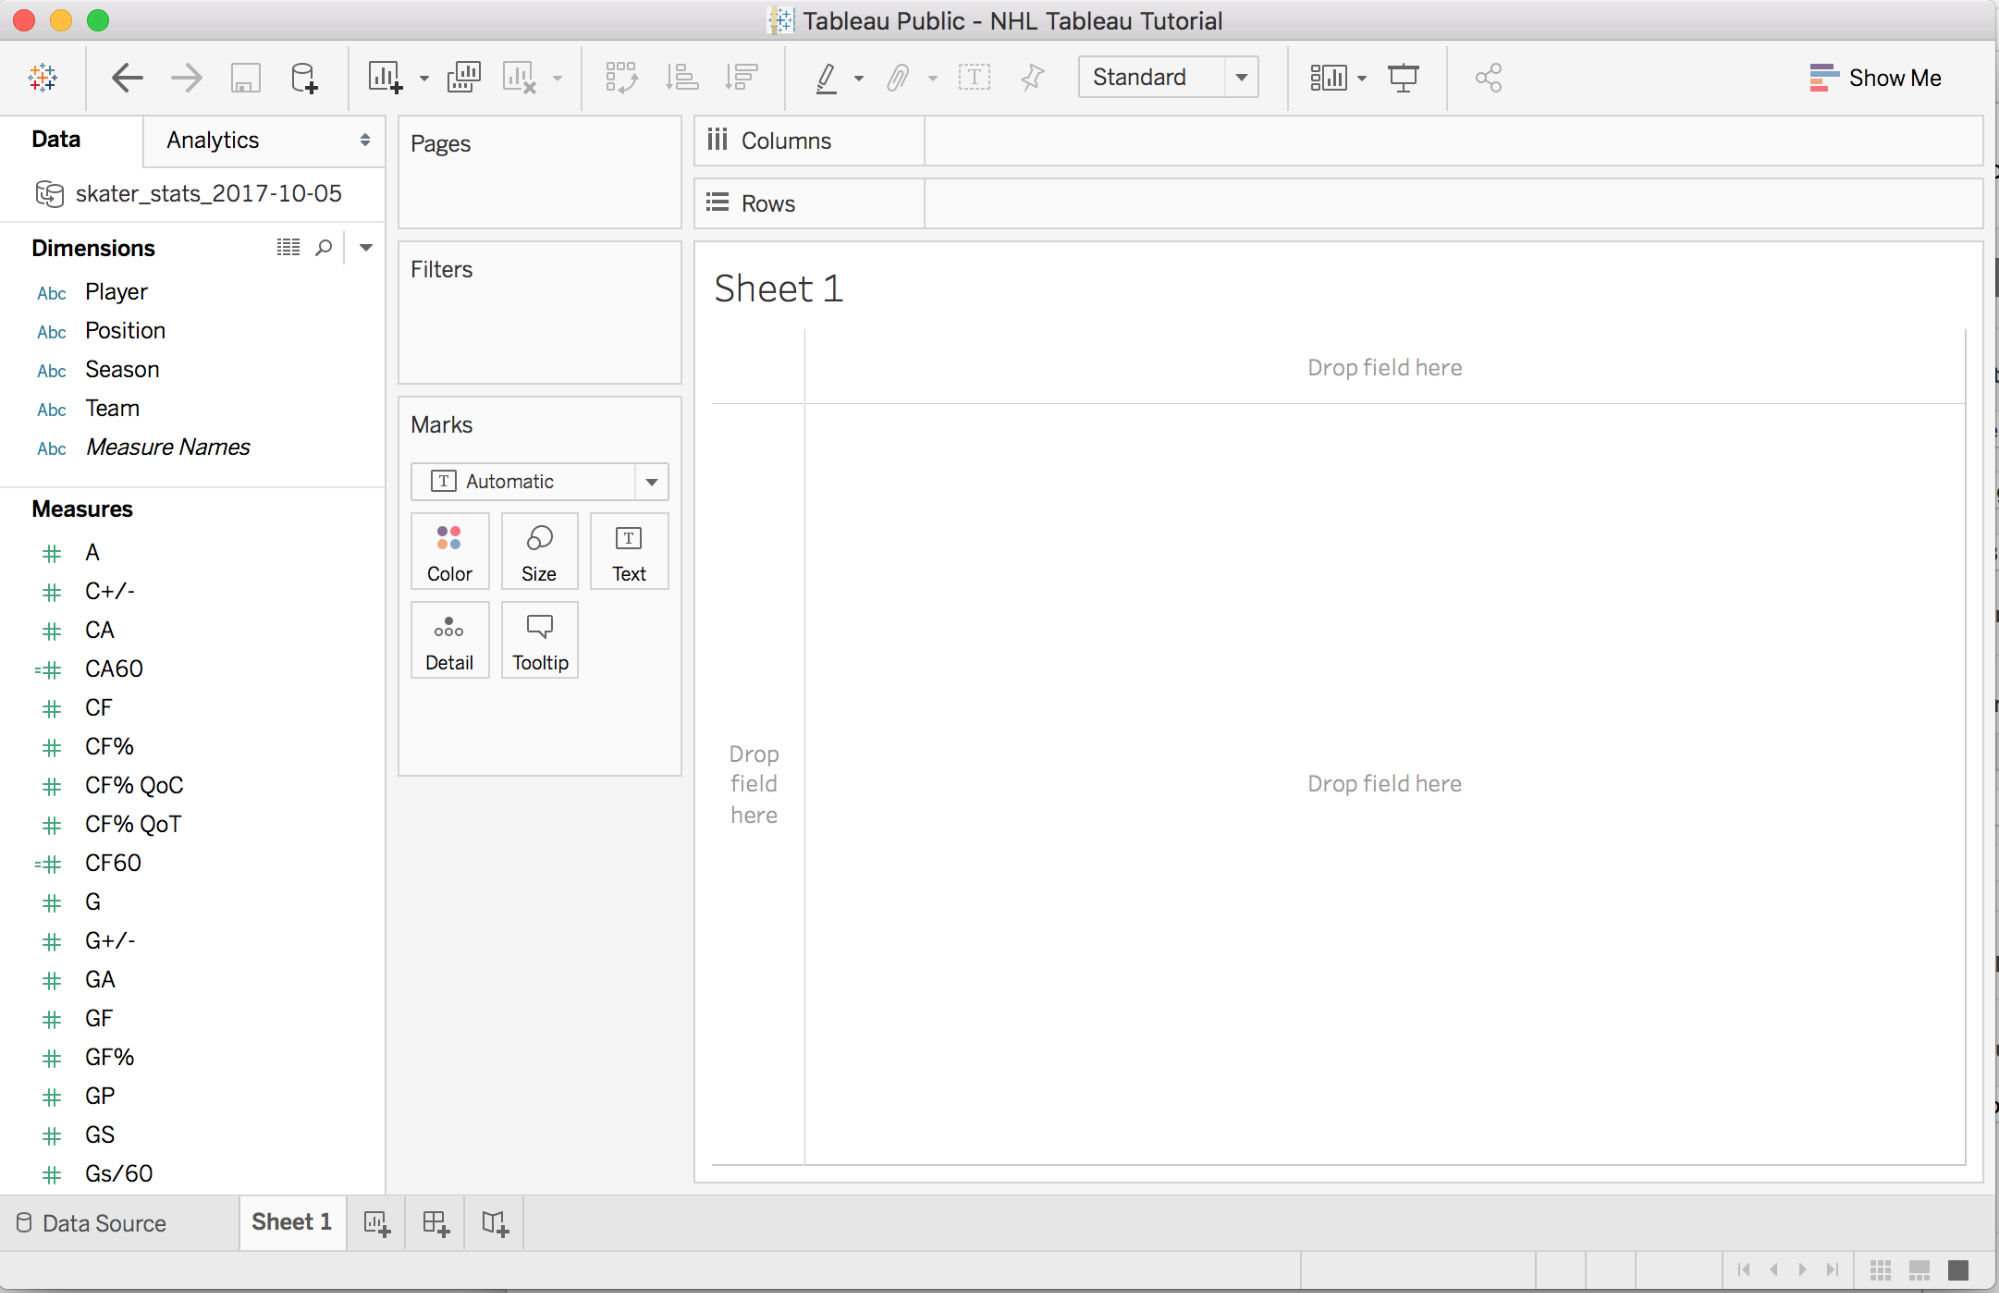 Tableau Public - NHL Tableau Tutorial
Standard
Show Me
Data
Analytics
skater_stats_2017-10-05
Dimensions
Abc Player
Abc Position
Abc Season
Abc Team
Abc Measure Names
Measures
A
C+/-
CA
CA60
CF
CF%
CF% QoC
CF% QoT
CF60
G
G+/-
GA
GF
GF%
GP
GS
Gs/60
Pages
Filters
Marks
Automatic
Color
Size
Text
Detail
Tooltip
Columns
Rows
Sheet 1
Drop field here
Drop
field
here
Drop field here
Data Source
Sheet 1